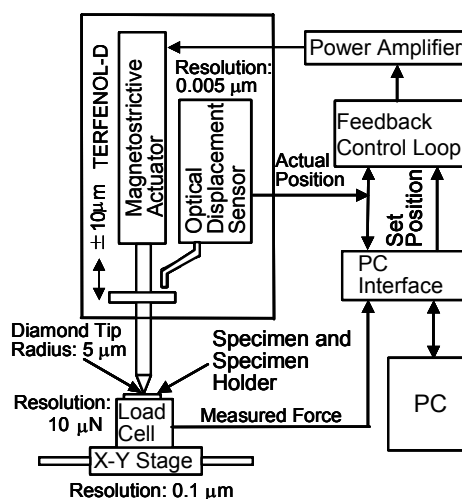 TERFENOL-D
±10μm
Magnetostrictive
Actuator
Resolution:
0.005 μm
Optical
Displacement
Sensor
Power Amplifier
Feedback
Control Loop
Actual
Position
Set
Position
PC
Interface
PC
Diamond Tip
Radius: 5 μm
Specimen and
Specimen
Holder
Resolution:
10 μN
Load
Cell
Measured Force
X-Y Stage
Resolution: 0.1 μm